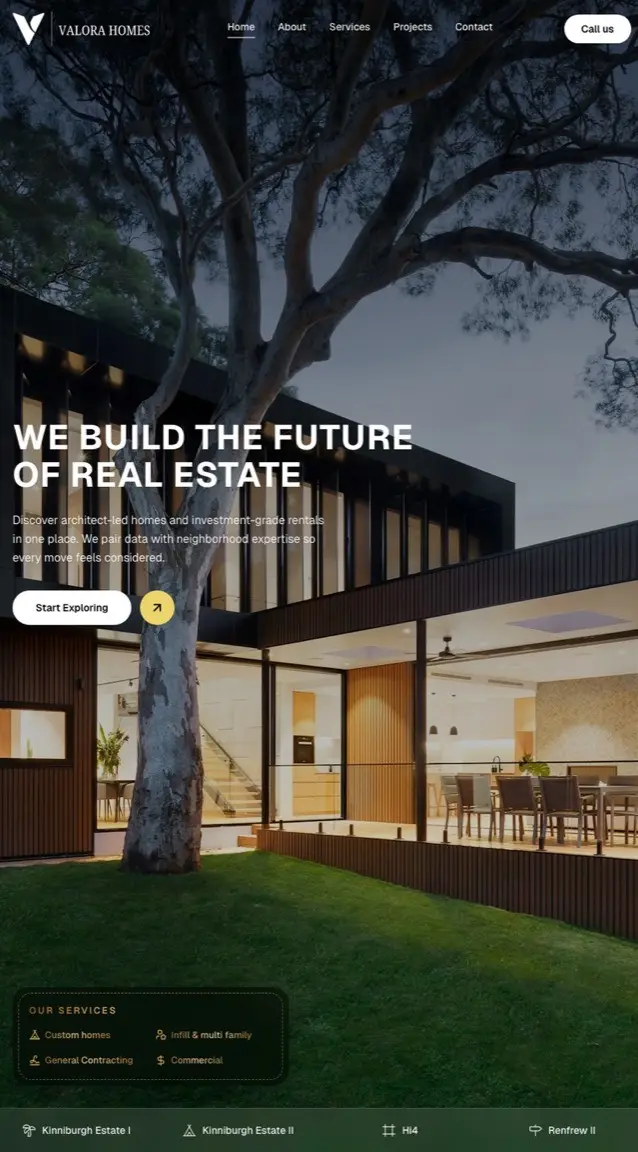 VALORA HOMES
Home About Services Projects Contact
Call us
WE BUILD THE FUTURE
OF REAL ESTATE
Discover architect-led homes and investment-grade rentals
in one place. We pair data with neighborhood expertise so
every move feels considered.
Start Exploring
OUR SERVICES
Custom homes Infill & multi family
General Contracting Commercial
Kinniburgh Estate I Kinniburgh Estate II Hi4 Renfrew II